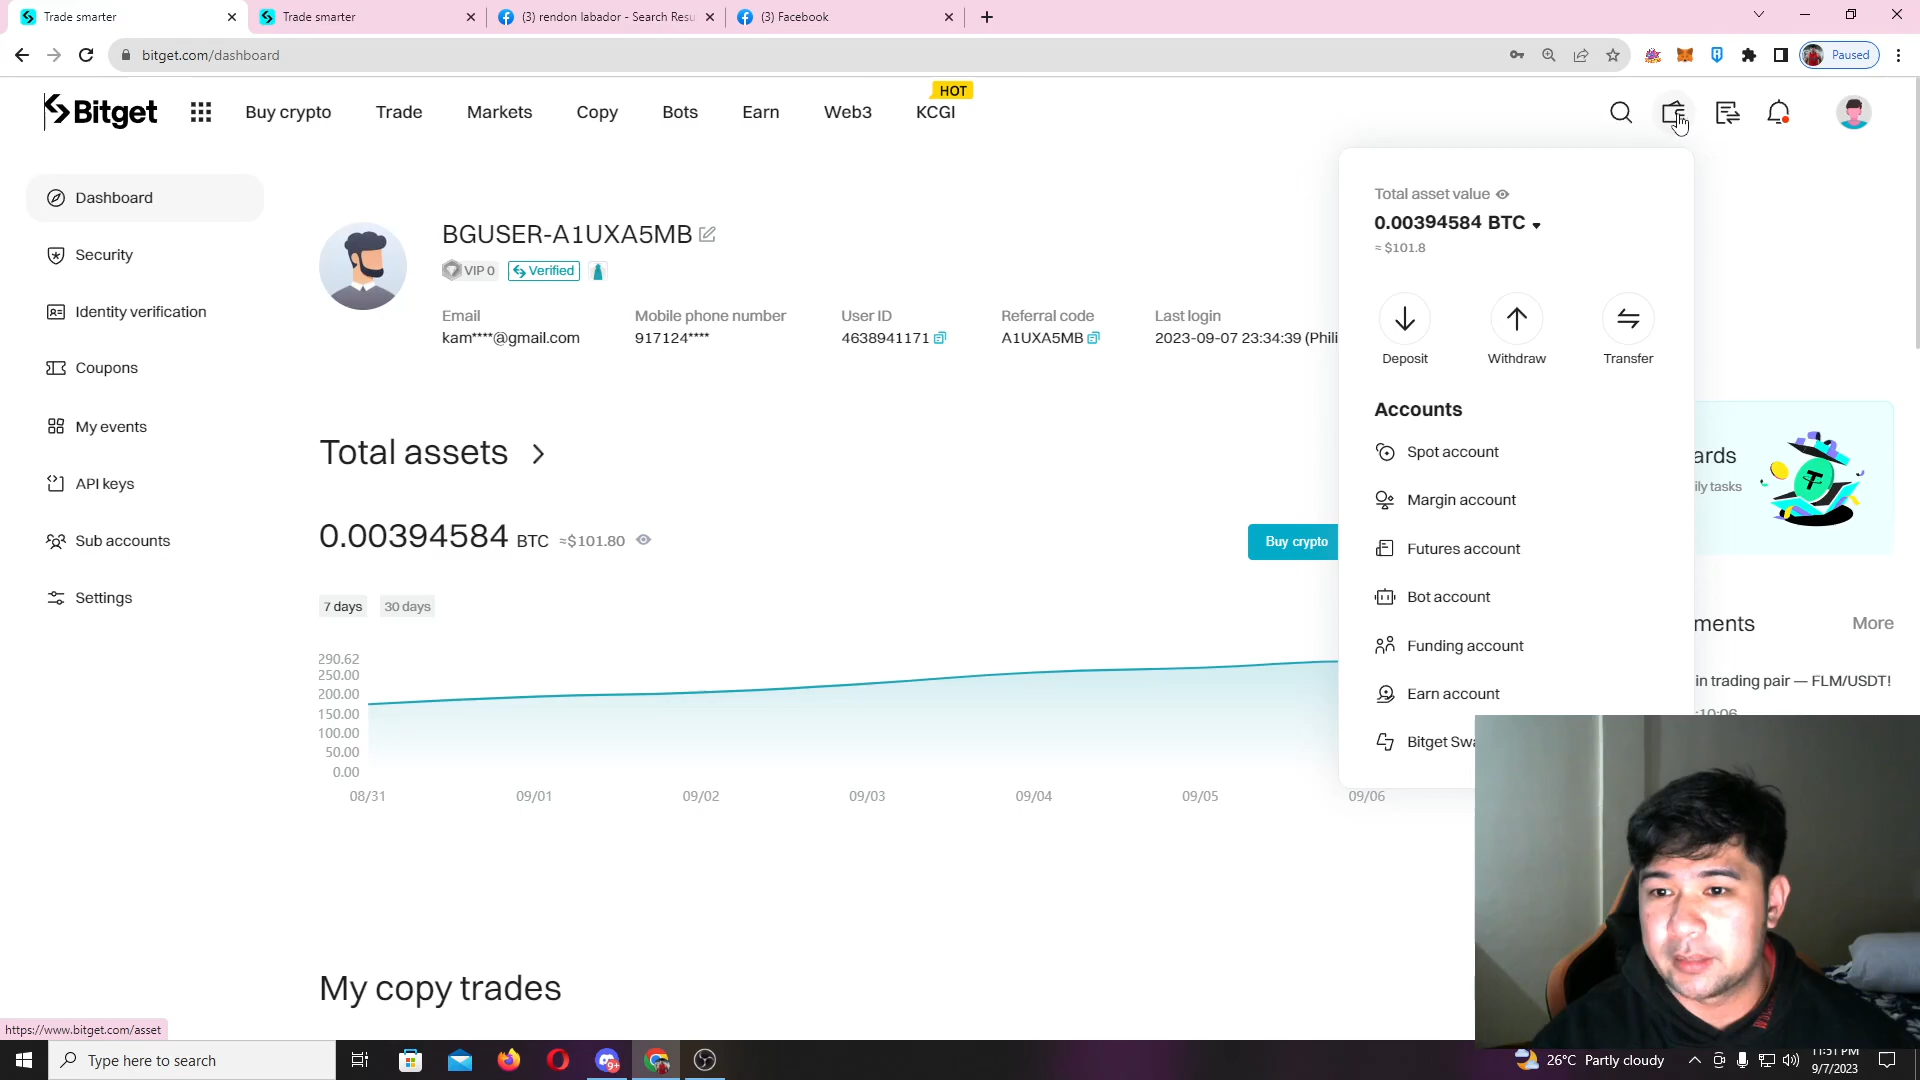 Trade smarter
Trade smarter
(3) rendon labador - Search Resu
(3) Facebook
bitget.com/dashboard
Paused
Bitget
Buy crypto
Trade
Markets
Copy
Bots
Earn
Web3
KCGI
HOT
Dashboard
Security
Identity verification
Coupons
My events
API keys
Sub accounts
Settings
BGUSER-A1UXA5MB
VIP 0
Verified
Email
kam****@gmail.com
Mobile phone number
917124****
User ID
4638941171
Referral code
A1UXA5MB
Last login
2023-09-07 23:34:39 (Phili
Total assets
0.00394584 BTC ≈$101.80
Buy crypto
7 days
30 days
290.62
250.00
200.00
150.00
100.00
50.00
0.00
08/31
09/01
09/02
09/03
09/04
09/05
09/06
My copy trades
Total asset value
0.00394584 BTC
≈ $101.8
Deposit
Withdraw
Transfer
Accounts
Spot account
Margin account
Futures account
Bot account
Funding account
Earn account
Bitget Swa
ards
ily tasks
ments
More
in trading pair — FLM/USDT!
:10:06
https://www.bitget.com/asset
Type here to search
9+
26°C Partly cloudy
11:51 PM
9/7/2023